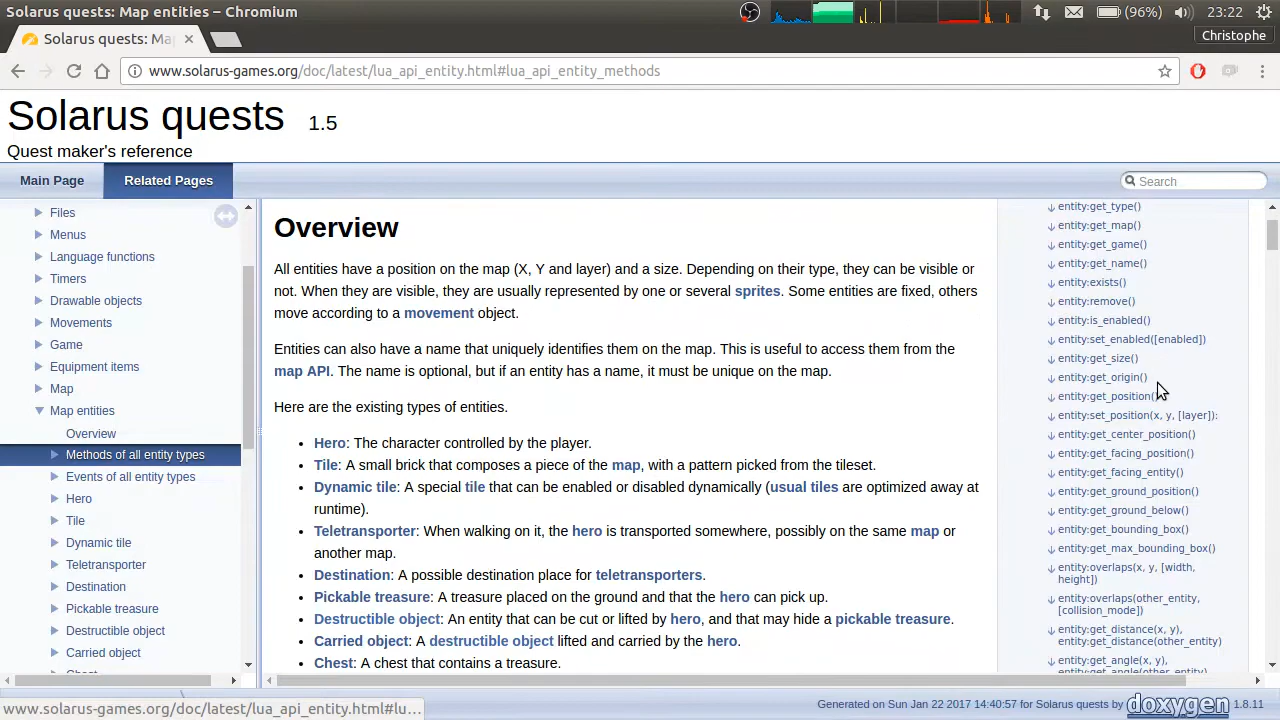 Solarus quests: Map entities – Chromium
(96%)
23:22
Solarus quests: Ma
Christophe
www.solarus-games.org/doc/latest/lua_api_entity.html#lua_api_entity_methods
Solarus quests 1.5
Quest maker's reference
Main Page
Related Pages
Search
Files
Menus
Language functions
Timers
Drawable objects
Movements
Game
Equipment items
Map
Map entities
Overview
Methods of all entity types
Events of all entity types
Hero
Tile
Dynamic tile
Teletransporter
Destination
Pickable treasure
Destructible object
Carried object
Overview
All entities have a position on the map (X, Y and layer) and a size. Depending on their type, they can be visible or
not. When they are visible, they are usually represented by one or several sprites. Some entities are fixed, others
move according to a movement object.
Entities can also have a name that uniquely identifies them on the map. This is useful to access them from the
map API. The name is optional, but if an entity has a name, it must be unique on the map.
Here are the existing types of entities.
• Hero: The character controlled by the player.
• Tile: A small brick that composes a piece of the map, with a pattern picked from the tileset.
• Dynamic tile: A special tile that can be enabled or disabled dynamically (usual tiles are optimized away at
runtime).
• Teletransporter: When walking on it, the hero is transported somewhere, possibly on the same map or
another map.
• Destination: A possible destination place for teletransporters.
• Pickable treasure: A treasure placed on the ground and that the hero can pick up.
• Destructible object: An entity that can be cut or lifted by hero, and that may hide a pickable treasure.
• Carried object: A destructible object lifted and carried by the hero.
• Chest: A chest that contains a treasure.
entity:get_type()
entity:get_map()
entity:get_game()
entity:get_name()
entity:exists()
entity:remove()
entity:is_enabled()
entity:set_enabled([enabled])
entity:get_size()
entity:get_origin()
entity:get_position()
entity:set_position(x, y, [layer]):
entity:get_center_position()
entity:get_facing_position()
entity:get_facing_entity()
entity:get_ground_position()
entity:get_ground_below()
entity:get_bounding_box()
entity:get_max_bounding_box()
entity:overlaps(x, y, [width,
height])
entity:overlaps(other_entity,
[collision_mode])
entity:get_distance(x, y),
entity:get_distance(other_entity)
entity:get_angle(x, y),
entity:get_angle(other_entity)
www.solarus-games.org/doc/latest/lua_api_entity.html#lu...
Generated on Sun Jan 22 2017 14:40:57 for Solarus quests by doxygen 1.8.11